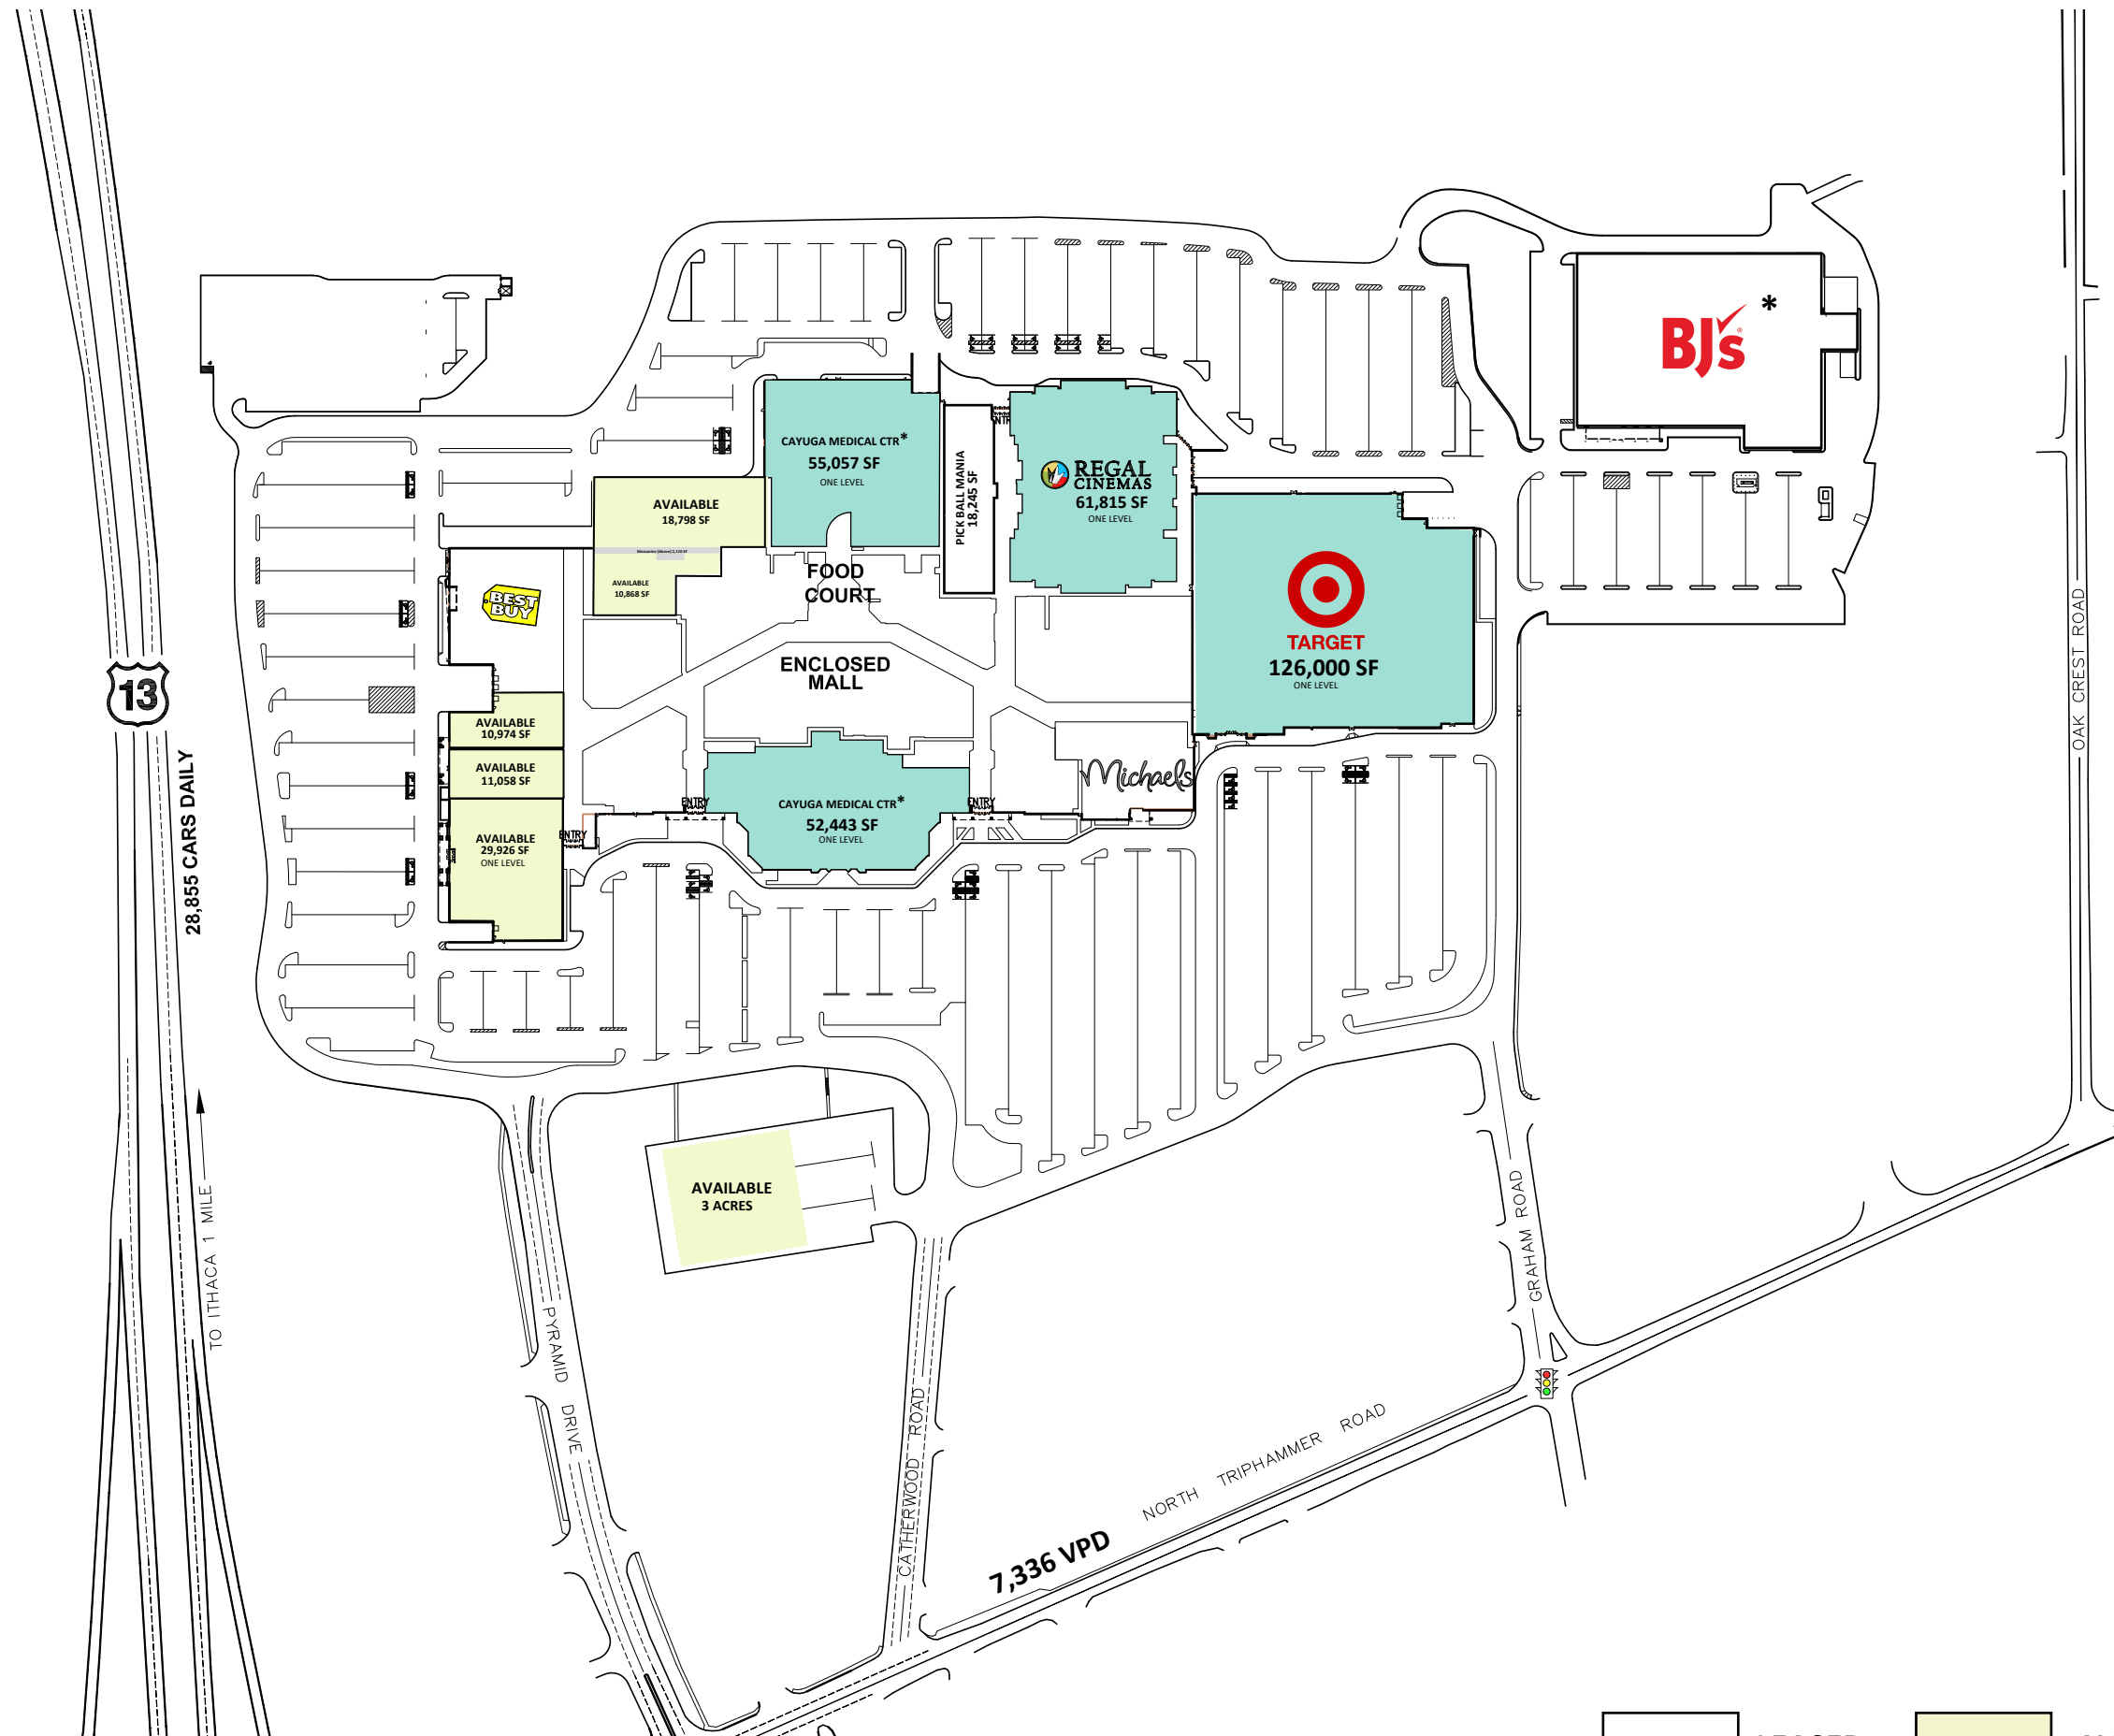 BJ's
*
CAYUGA MEDICAL CTR*
55,057 SF
ONE LEVEL
PICK BALL MANIA
18,245 SF
REGAL
CINEMAS
61,815 SF
ONE LEVEL
AVAILABLE
18,798 SF
AVAILABLE
10,868 SF
FOOD
COURT
BEST
BUY
TARGET
126,000 SF
ONE LEVEL
ENCLOSED
MALL
13
AVAILABLE
10,974 SF
AVAILABLE
11,058 SF
Michaels
ENTRY
ENTRY
CAYUGA MEDICAL CTR*
52,443 SF
ONE LEVEL
ENTRY
AVAILABLE
29,926 SF
ONE LEVEL
28,855 CARS DAILY
OAK CREST ROAD
TO ITHACA 1 MILE
AVAILABLE
3 ACRES
GRAHAM ROAD
PYRAMID DRIVE
CATHERWOOD ROAD
NORTH TRIPHAMMER ROAD
7,336 VPD